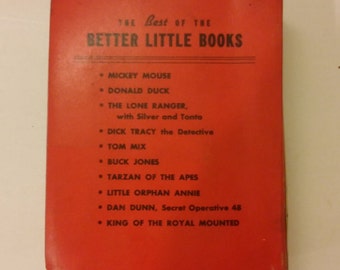 THE Best OF THE
BETTER LITTLE BOOKS
• MICKEY MOUSE
• DONALD DUCK
• THE LONE RANGER,
with Silver and Tonto
• DICK TRACY the Detective
• TOM MIX
• BUCK JONES
• TARZAN OF THE APES
• LITTLE ORPHAN ANNIE
• DAN DUNN, Secret Operative 48
• KING OF THE ROYAL MOUNTED